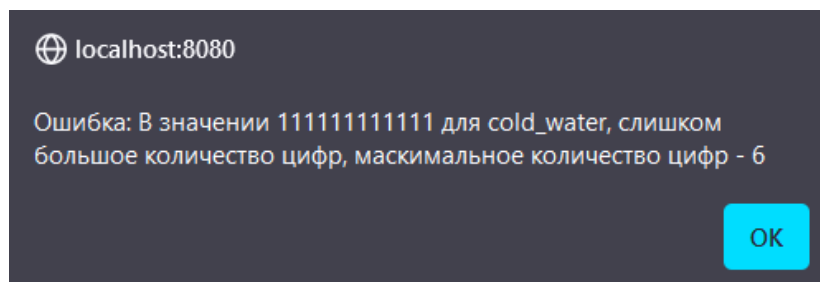 localhost:8080
Ошибка: В значении 111111111111 для cold_water, слишком
большое количество цифр, маскимальное количество цифр - 6
OK